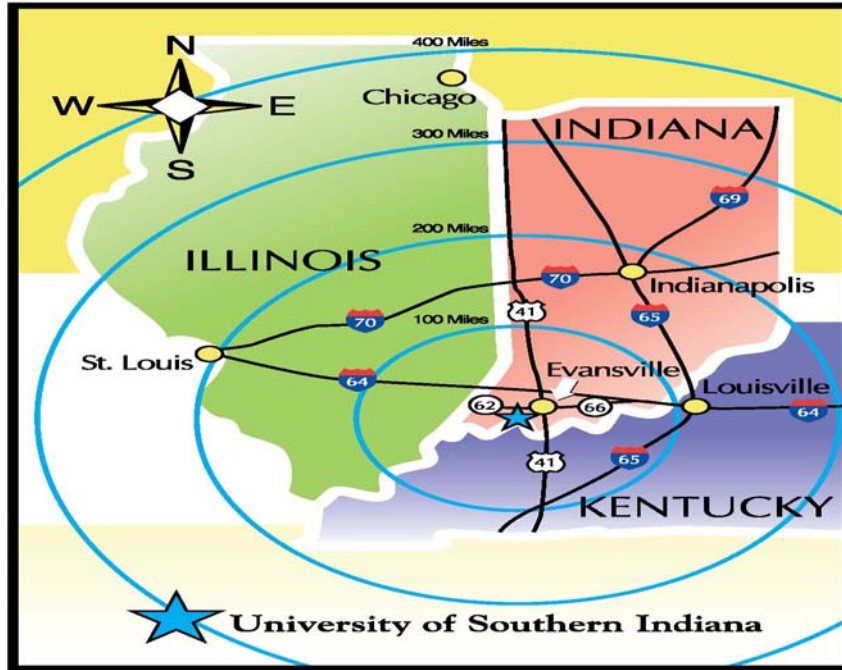 N
400 Miles
W E
Chicago
S
300 Miles
INDIANA
69
200 Miles
ILLINOIS
70
Indianapolis
41
65
100 Miles
70
St. Louis
Evansville
64
Louisville
62
66
64
41
65
KENTUCKY
University of Southern Indiana